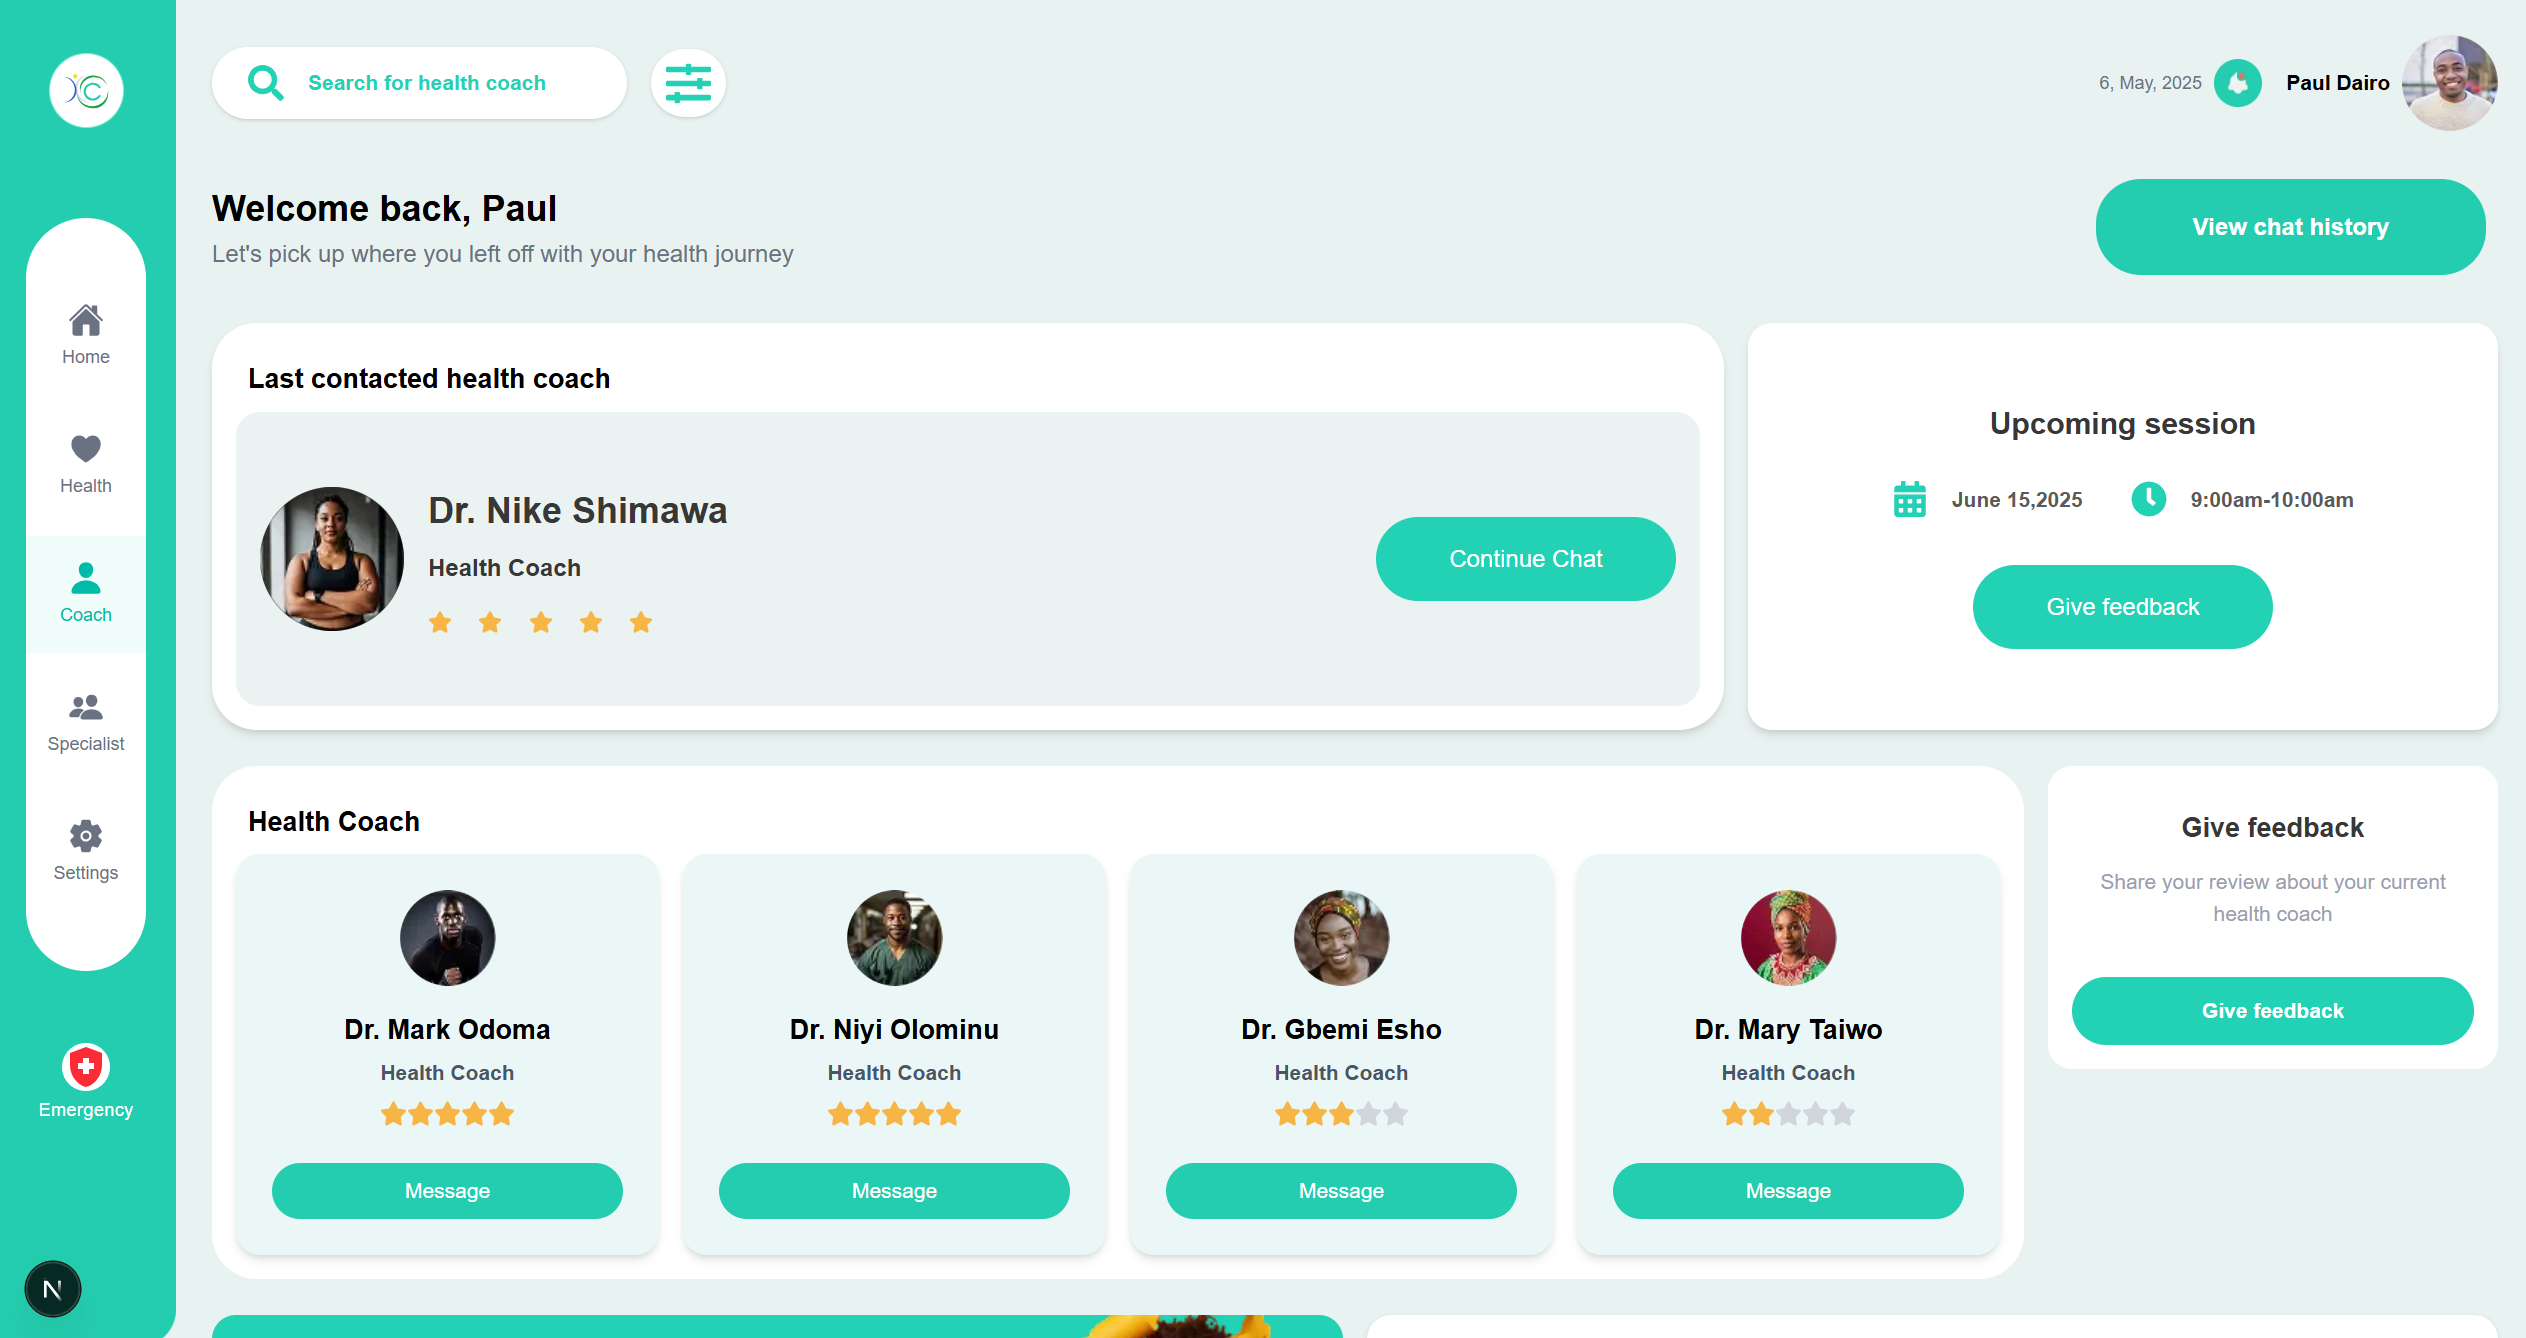 Search for health coach
6, May, 2025
Paul Dairo
Welcome back, Paul
Let's pick up where you left off with your health journey
View chat history
Home
Health
Coach
Specialist
Settings
Emergency
N
Last contacted health coach
Dr. Nike Shimawa
Health Coach
Continue Chat
Upcoming session
June 15,2025
9:00am-10:00am
Give feedback
Health Coach
Dr. Mark Odoma
Health Coach
Message
Dr. Niyi Olominu
Health Coach
Message
Dr. Gbemi Esho
Health Coach
Message
Dr. Mary Taiwo
Health Coach
Message
Give feedback
Share your review about your current
health coach
Give feedback